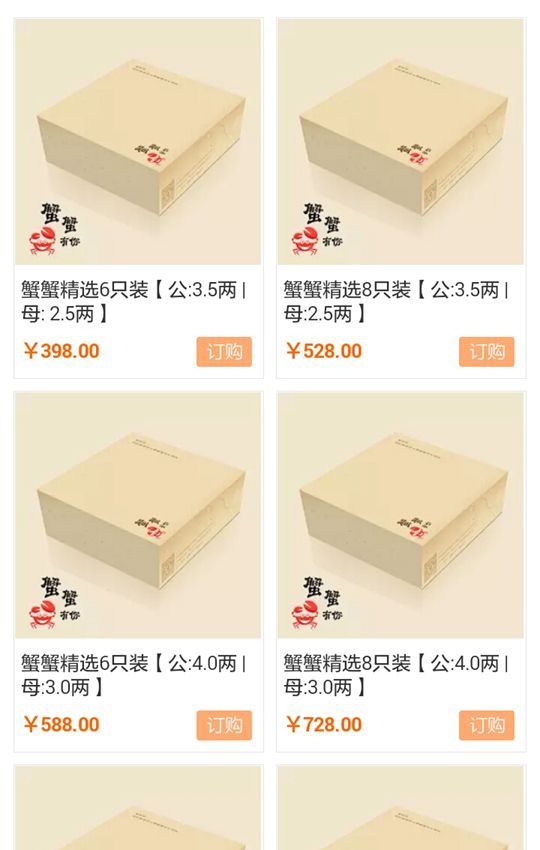 蟹
蟹
有你
蟹蟹精选6只装【公:3.5两 |
母: 2.5两】
￥398.00
订购
蟹
蟹
有你
蟹蟹精选8只装【公:3.5两 |
母:2.5两】
￥528.00
订购
蟹
蟹
有你
蟹蟹精选6只装【公:4.0两 |
母:3.0两】
￥588.00
订购
蟹
蟹
有你
蟹蟹精选8只装【公:4.0两 |
母:3.0两】
￥728.00
订购